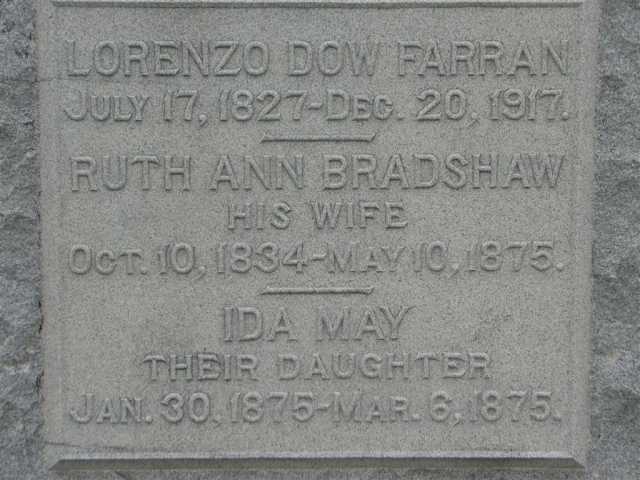 LORENZO DOW FARRAN
JULY 17, 1827-DEC. 20, 1917.
RUTH ANN BRADSHAW
HIS WIFE
OCT. 10, 1834-MAY 10, 1875.
IDA MAY
THEIR DAUGHTER
JAN. 30, 1875-MAR. 6, 1875.